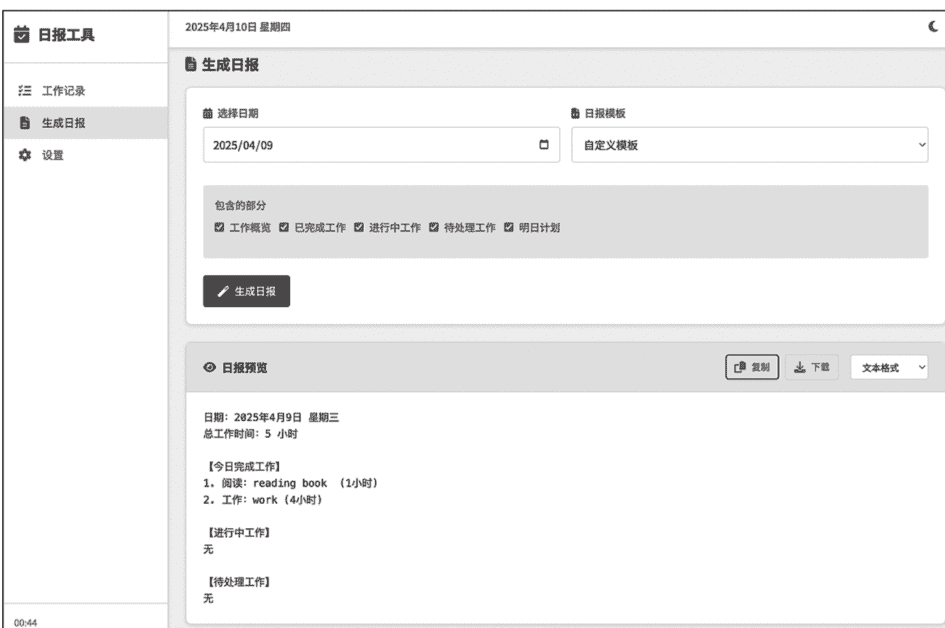 日报工具
2025年4月10日 星期四
工作记录
生成日报
设置
生成日报
选择日期
日报模板
2025/04/09
自定义模板
包含的部分
工作概览 已完成工作 进行中工作 待处理工作 明日计划
生成日报
日报预览
复制 下载 文本格式
日期: 2025年4月9日 星期三
总工作时间: 5 小时
【今日完成工作】
1. 阅读: reading book (1小时)
2. 工作: work (4小时)
【进行中工作】
无
【待处理工作】
无
00:44